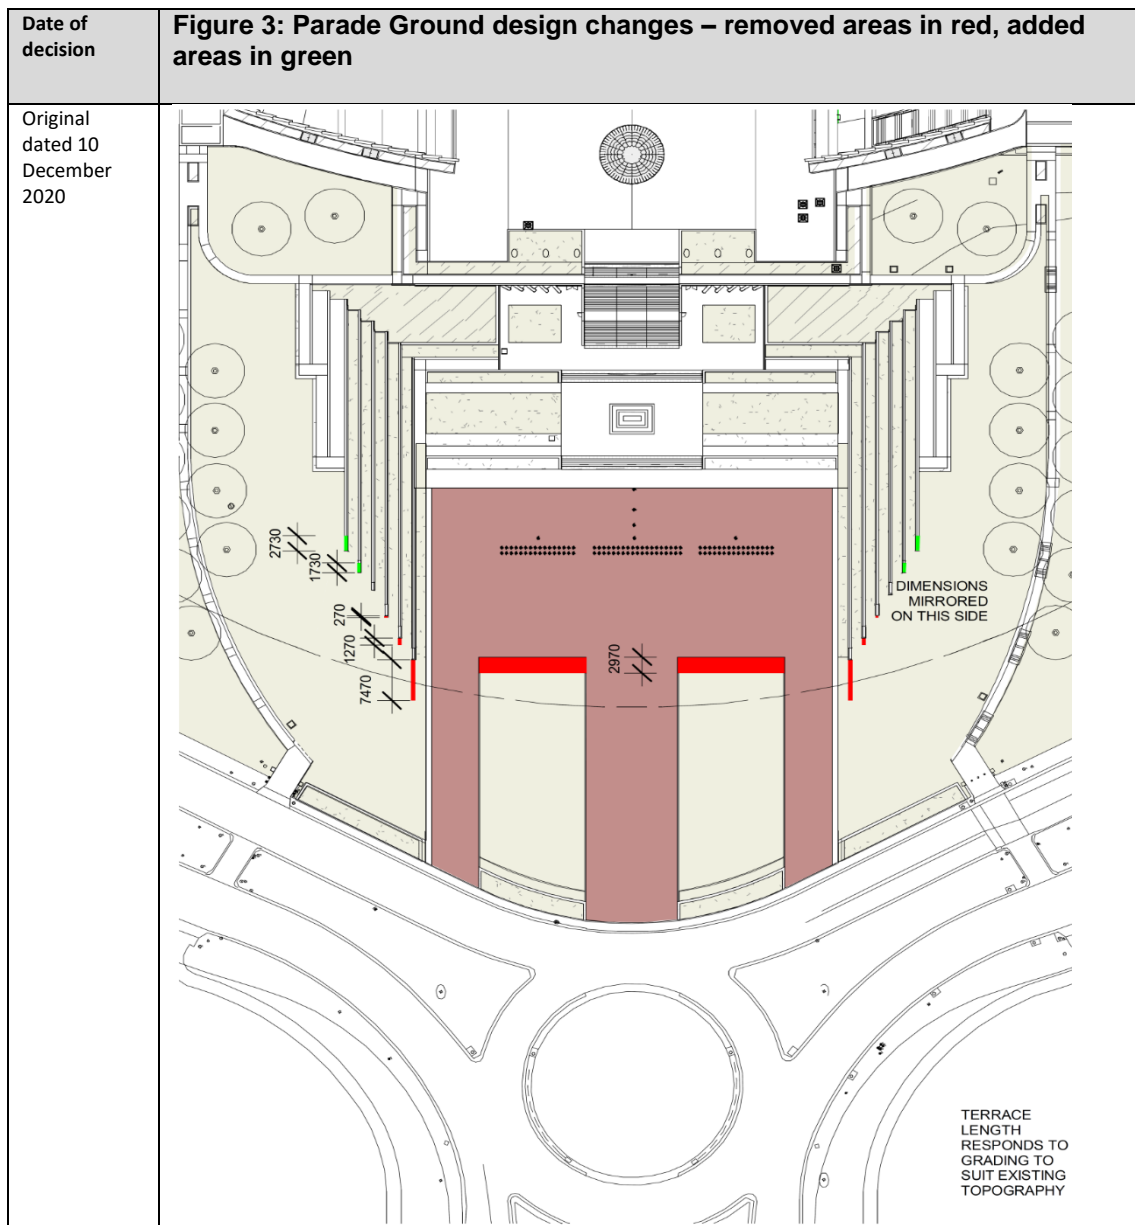 Date of
decision
Figure 3: Parade Ground design changes – removed areas in red, added
areas in green
Original
dated 10
December
2020
2730
1730
270
1270
7470
2970
DIMENSIONS
MIRRORED
ON THIS SIDE
TERRACE
LENGTH
RESPONDS TO
GRADING TO
SUIT EXISTING
TOPOGRAPHY